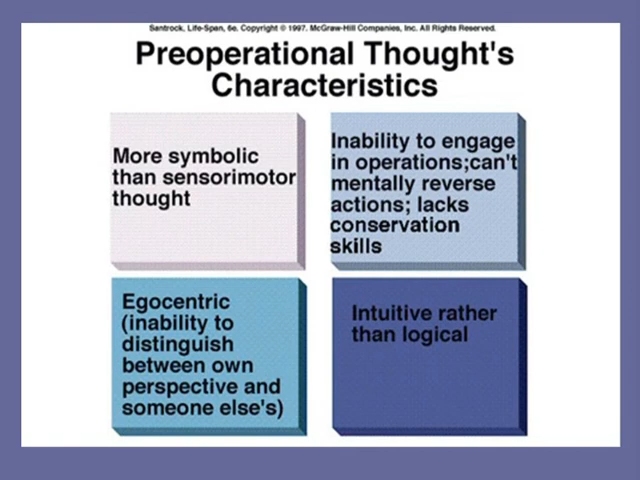 Santrock, Life-Span, 6e. Copyright © 1997. McGraw-Hill Companies, Inc. All Rights Reserved.
Preoperational Thought's
Characteristics
More symbolic
than sensorimotor
thought
Inability to engage
in operations;can't
mentally reverse
actions; lacks
conservation
skills
Egocentric
(inability to
distinguish
between own
perspective and
someone else's)
Intuitive rather
than logical